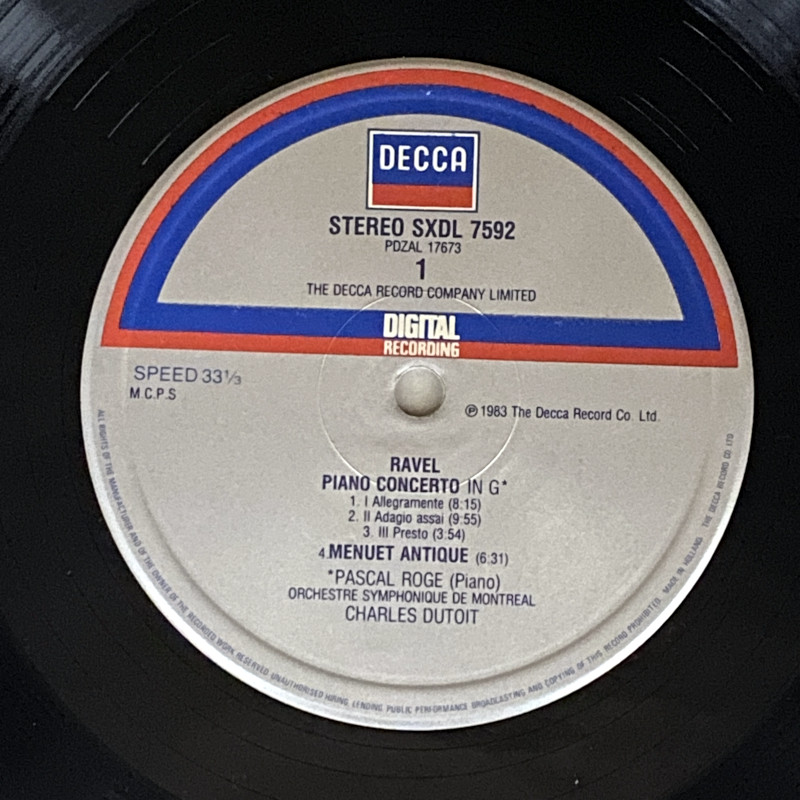 DECCA
STEREO SXDL 7592
PDZAL 17673
1
THE DECCA RECORD COMPANY LIMITED
DIGITAL
RECORDING
SPEED 33⅓
M.C.P.S
℗ 1983 The Decca Record Co. Ltd.
RAVEL
PIANO CONCERTO IN G*
1. I Allegramente (8:15)
2. II Adagio assai (9:55)
3. III Presto (3:54)
4. MENUET ANTIQUE (6:31)
*PASCAL ROGE (Piano)
ORCHESTRE SYMPHONIQUE DE MONTREAL
CHARLES DUTOIT
ALL RIGHTS OF THE MANUFACTURER AND OF THE OWNER OF THE RECORDED WORK RESERVED UNAUTHORISED HIRING LENDING PUBLIC PERFORMANCE BROADCASTING AND COPYING OF THIS RECORD PROHIBITED. MADE IN HOLLAND THE DECCA RECORD CO LTD